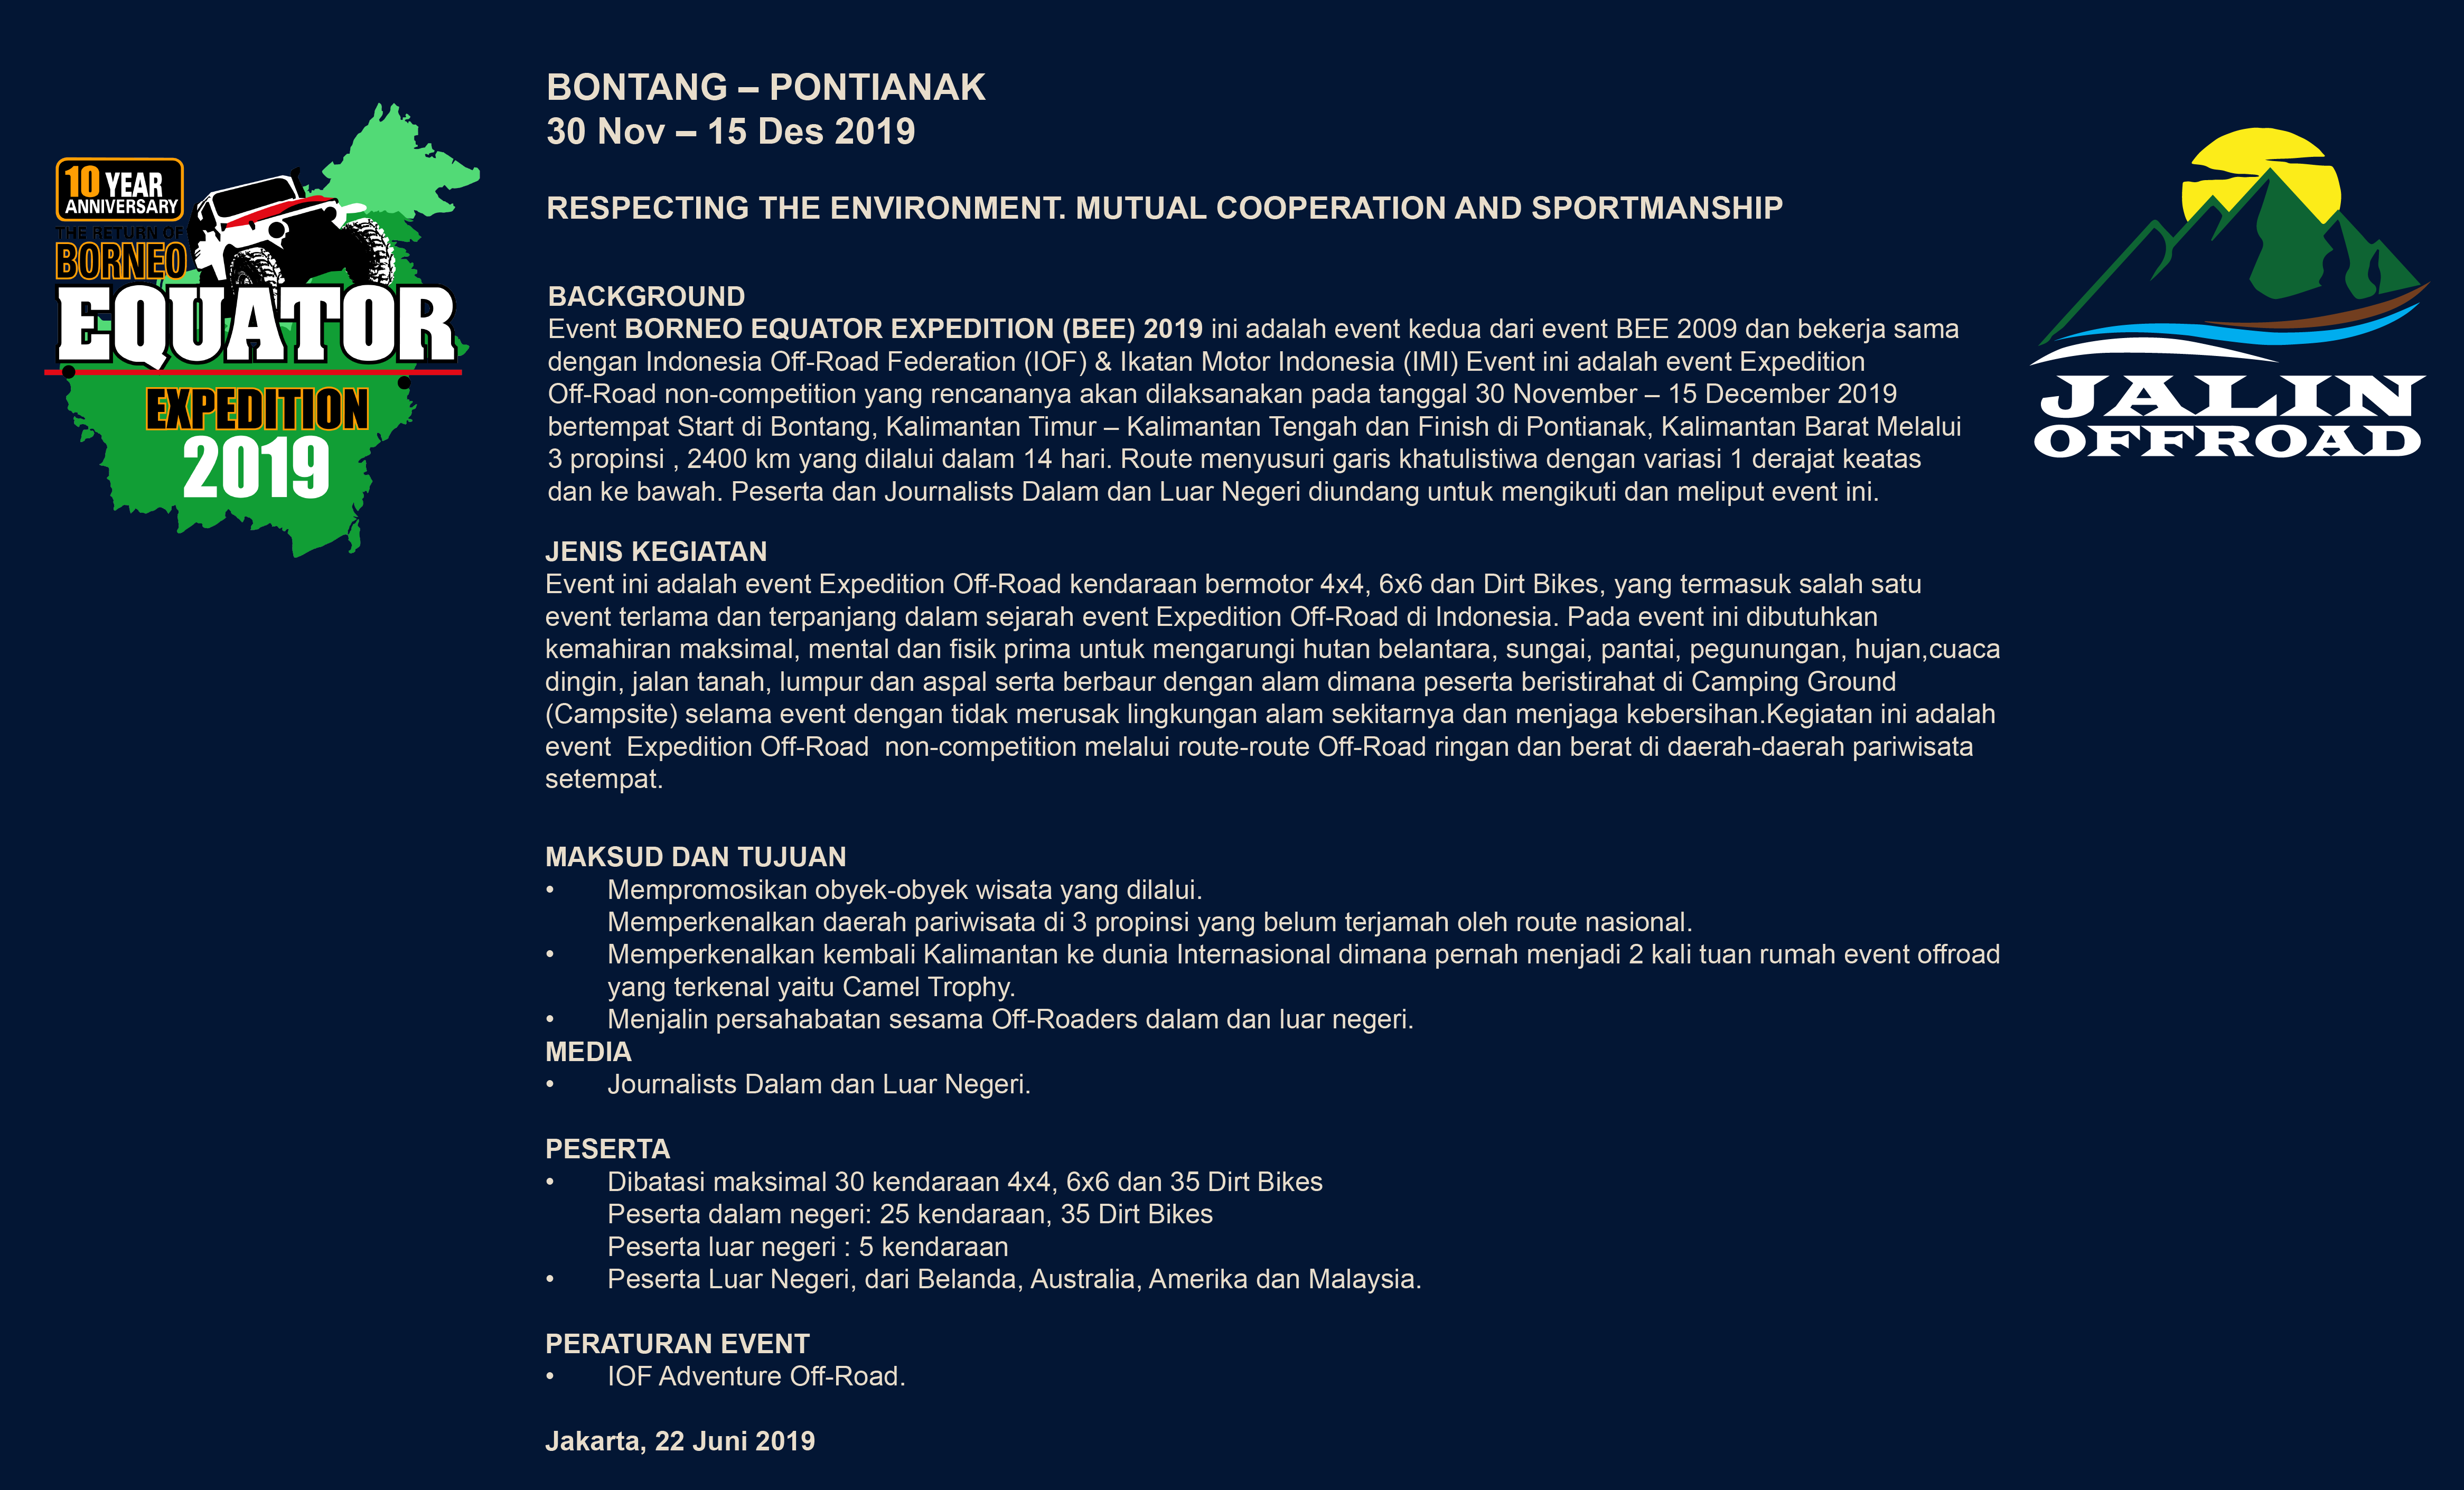 10 YEAR
ANNIVERSARY
THE RETURN OF
BORNEO
EQUATOR
EXPEDITION
2019
BONTANG – PONTIANAK
30 Nov – 15 Des 2019
RESPECTING THE ENVIRONMENT. MUTUAL COOPERATION AND SPORTMANSHIP
JALIN
OFFROAD
BACKGROUND
Event BORNEO EQUATOR EXPEDITION (BEE) 2019 ini adalah event kedua dari event BEE 2009 dan bekerja sama
dengan Indonesia Off-Road Federation (IOF) & Ikatan Motor Indonesia (IMI) Event ini adalah event Expedition
Off-Road non-competition yang rencananya akan dilaksanakan pada tanggal 30 November – 15 December 2019
bertempat Start di Bontang, Kalimantan Timur – Kalimantan Tengah dan Finish di Pontianak, Kalimantan Barat Melalui
3 propinsi , 2400 km yang dilalui dalam 14 hari. Route menyusuri garis khatulistiwa dengan variasi 1 derajat keatas
dan ke bawah. Peserta dan Journalists Dalam dan Luar Negeri diundang untuk mengikuti dan meliput event ini.
JENIS KEGIATAN
Event ini adalah event Expedition Off-Road kendaraan bermotor 4x4, 6x6 dan Dirt Bikes, yang termasuk salah satu
event terlama dan terpanjang dalam sejarah event Expedition Off-Road di Indonesia. Pada event ini dibutuhkan
kemahiran maksimal, mental dan fisik prima untuk mengarungi hutan belantara, sungai, pantai, pegunungan, hujan,cuaca
dingin, jalan tanah, lumpur dan aspal serta berbaur dengan alam dimana peserta beristirahat di Camping Ground
(Campsite) selama event dengan tidak merusak lingkungan alam sekitarnya dan menjaga kebersihan.Kegiatan ini adalah
event  Expedition Off-Road  non-competition melalui route-route Off-Road ringan dan berat di daerah-daerah pariwisata
setempat.
MAKSUD DAN TUJUAN
• Mempromosikan obyek-obyek wisata yang dilalui.
Memperkenalkan daerah pariwisata di 3 propinsi yang belum terjamah oleh route nasional.
• Memperkenalkan kembali Kalimantan ke dunia Internasional dimana pernah menjadi 2 kali tuan rumah event offroad
yang terkenal yaitu Camel Trophy.
• Menjalin persahabatan sesama Off-Roaders dalam dan luar negeri.
MEDIA
• Journalists Dalam dan Luar Negeri.
PESERTA
• Dibatasi maksimal 30 kendaraan 4x4, 6x6 dan 35 Dirt Bikes
Peserta dalam negeri: 25 kendaraan, 35 Dirt Bikes
Peserta luar negeri : 5 kendaraan
• Peserta Luar Negeri, dari Belanda, Australia, Amerika dan Malaysia.
PERATURAN EVENT
• IOF Adventure Off-Road.
Jakarta, 22 Juni 2019